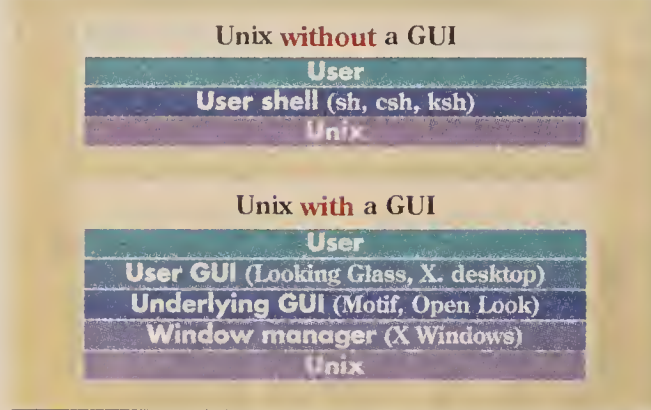 Unix without a GUI
User
User shell (sh, csh, ksh)
Unix
Unix with a GUI
User
User GUI (Looking Glass, X. desktop)
Underlying GUI (Motif, Open Look)
Window manager (X Windows)
Unix